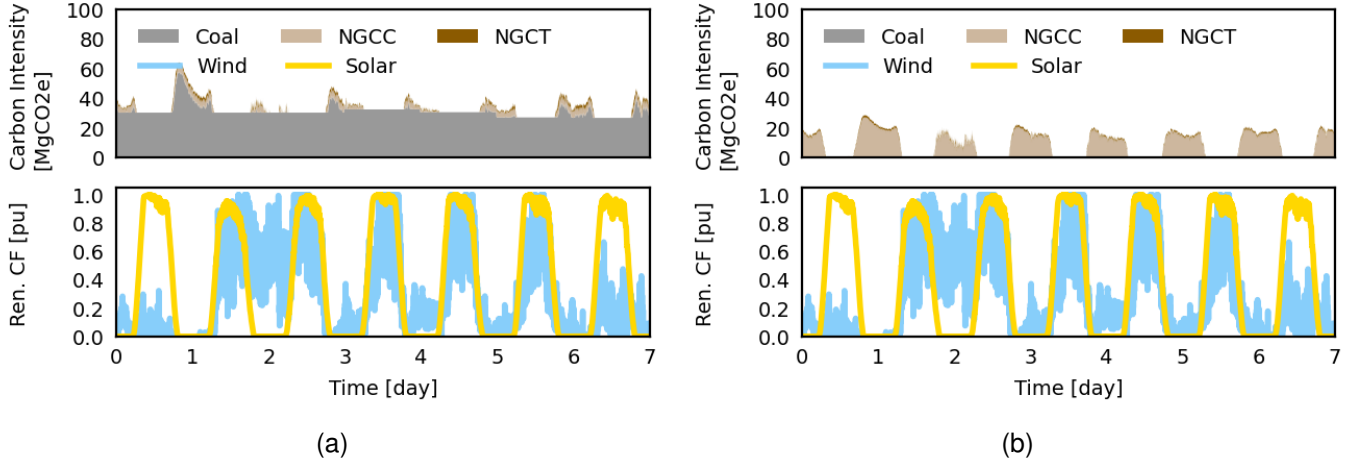 Carbon Intensity
[MgCO2e]
100
80
60
40
20
0
Coal NGCC NGCT
Wind Solar
Ren. CF [pu]
1.0
0.8
0.6
0.4
0.2
0.0
0 1 2 3 4 5 6 7
Time [day]
(a)
Carbon Intensity
[MgCO2e]
100
80
60
40
20
0
Coal NGCC NGCT
Wind Solar
Ren. CF [pu]
1.0
0.8
0.6
0.4
0.2
0.0
0 1 2 3 4 5 6 7
Time [day]
(b)